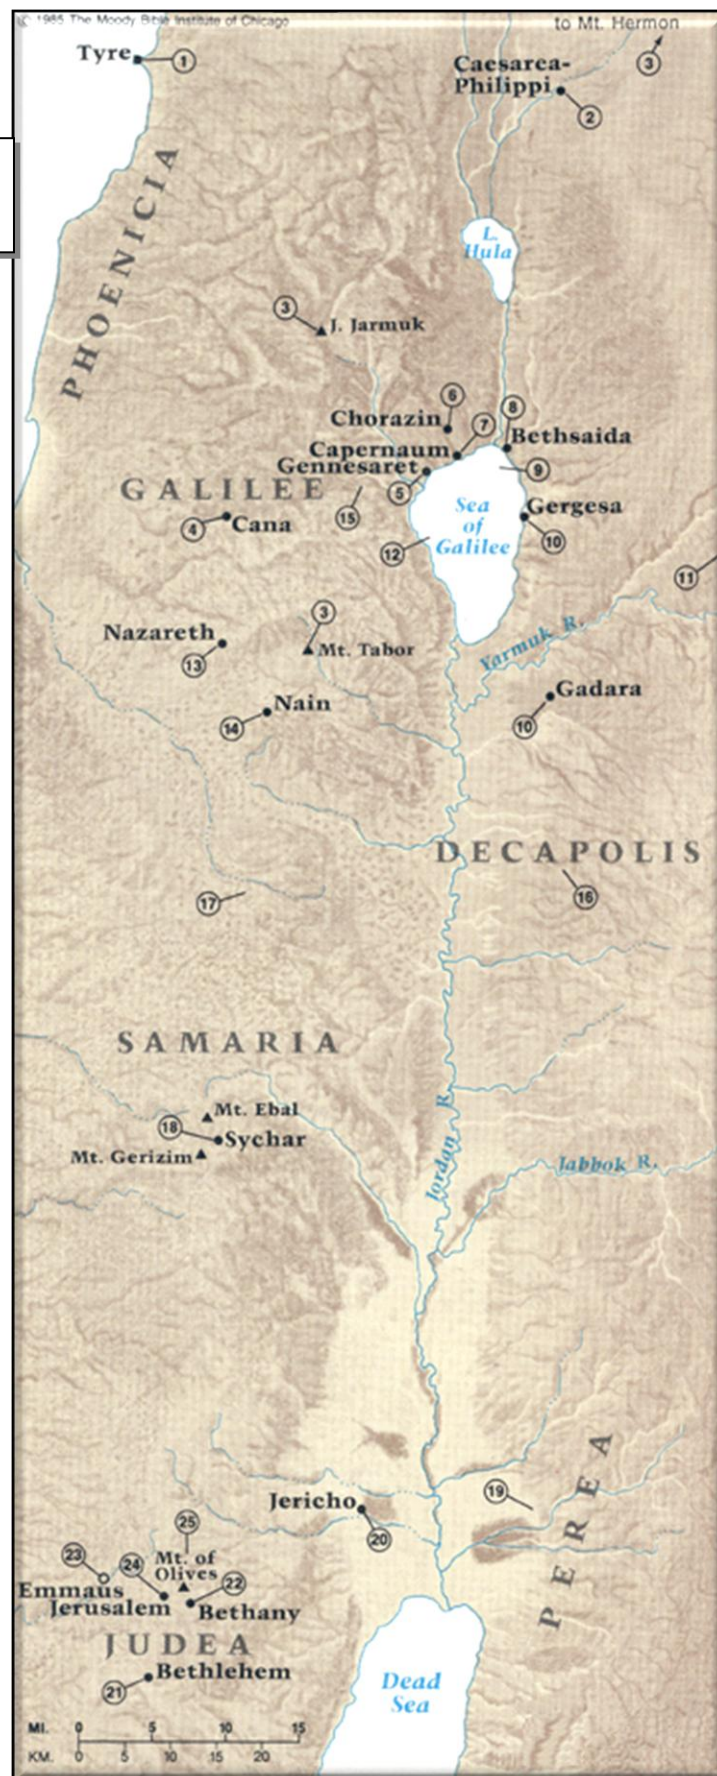 © 1985 The Moody Bible Institute of Chicago
to Mt. Hermon
Tyre
1
Caesarea-
Philippi
3
2
PHOENICIA
L.
Hula
3
J. Jarmuk
6
Chorazin
7
8
Capernaum
Bethsaida
Gennesaret
9
5
GALILEE
15
Sea
of
Galilee
Gergesa
4
Cana
12
10
11
3
Nazareth
13
Mt. Tabor
Yarmuk R.
Nain
14
Gadara
10
DECAPOLIS
16
17
SAMARIA
Mt. Ebal
18
Sychar
Mt. Gerizim
Jordan R.
Jabbok R.
Jericho
19
20
PEREA
25
23
24
Mt. of
Olives
22
Emmaus
Jerusalem
Bethany
JUDEA
Bethlehem
21
Dead
Sea
MI. 0 5 10 15
KM. 0 5 10 15 20